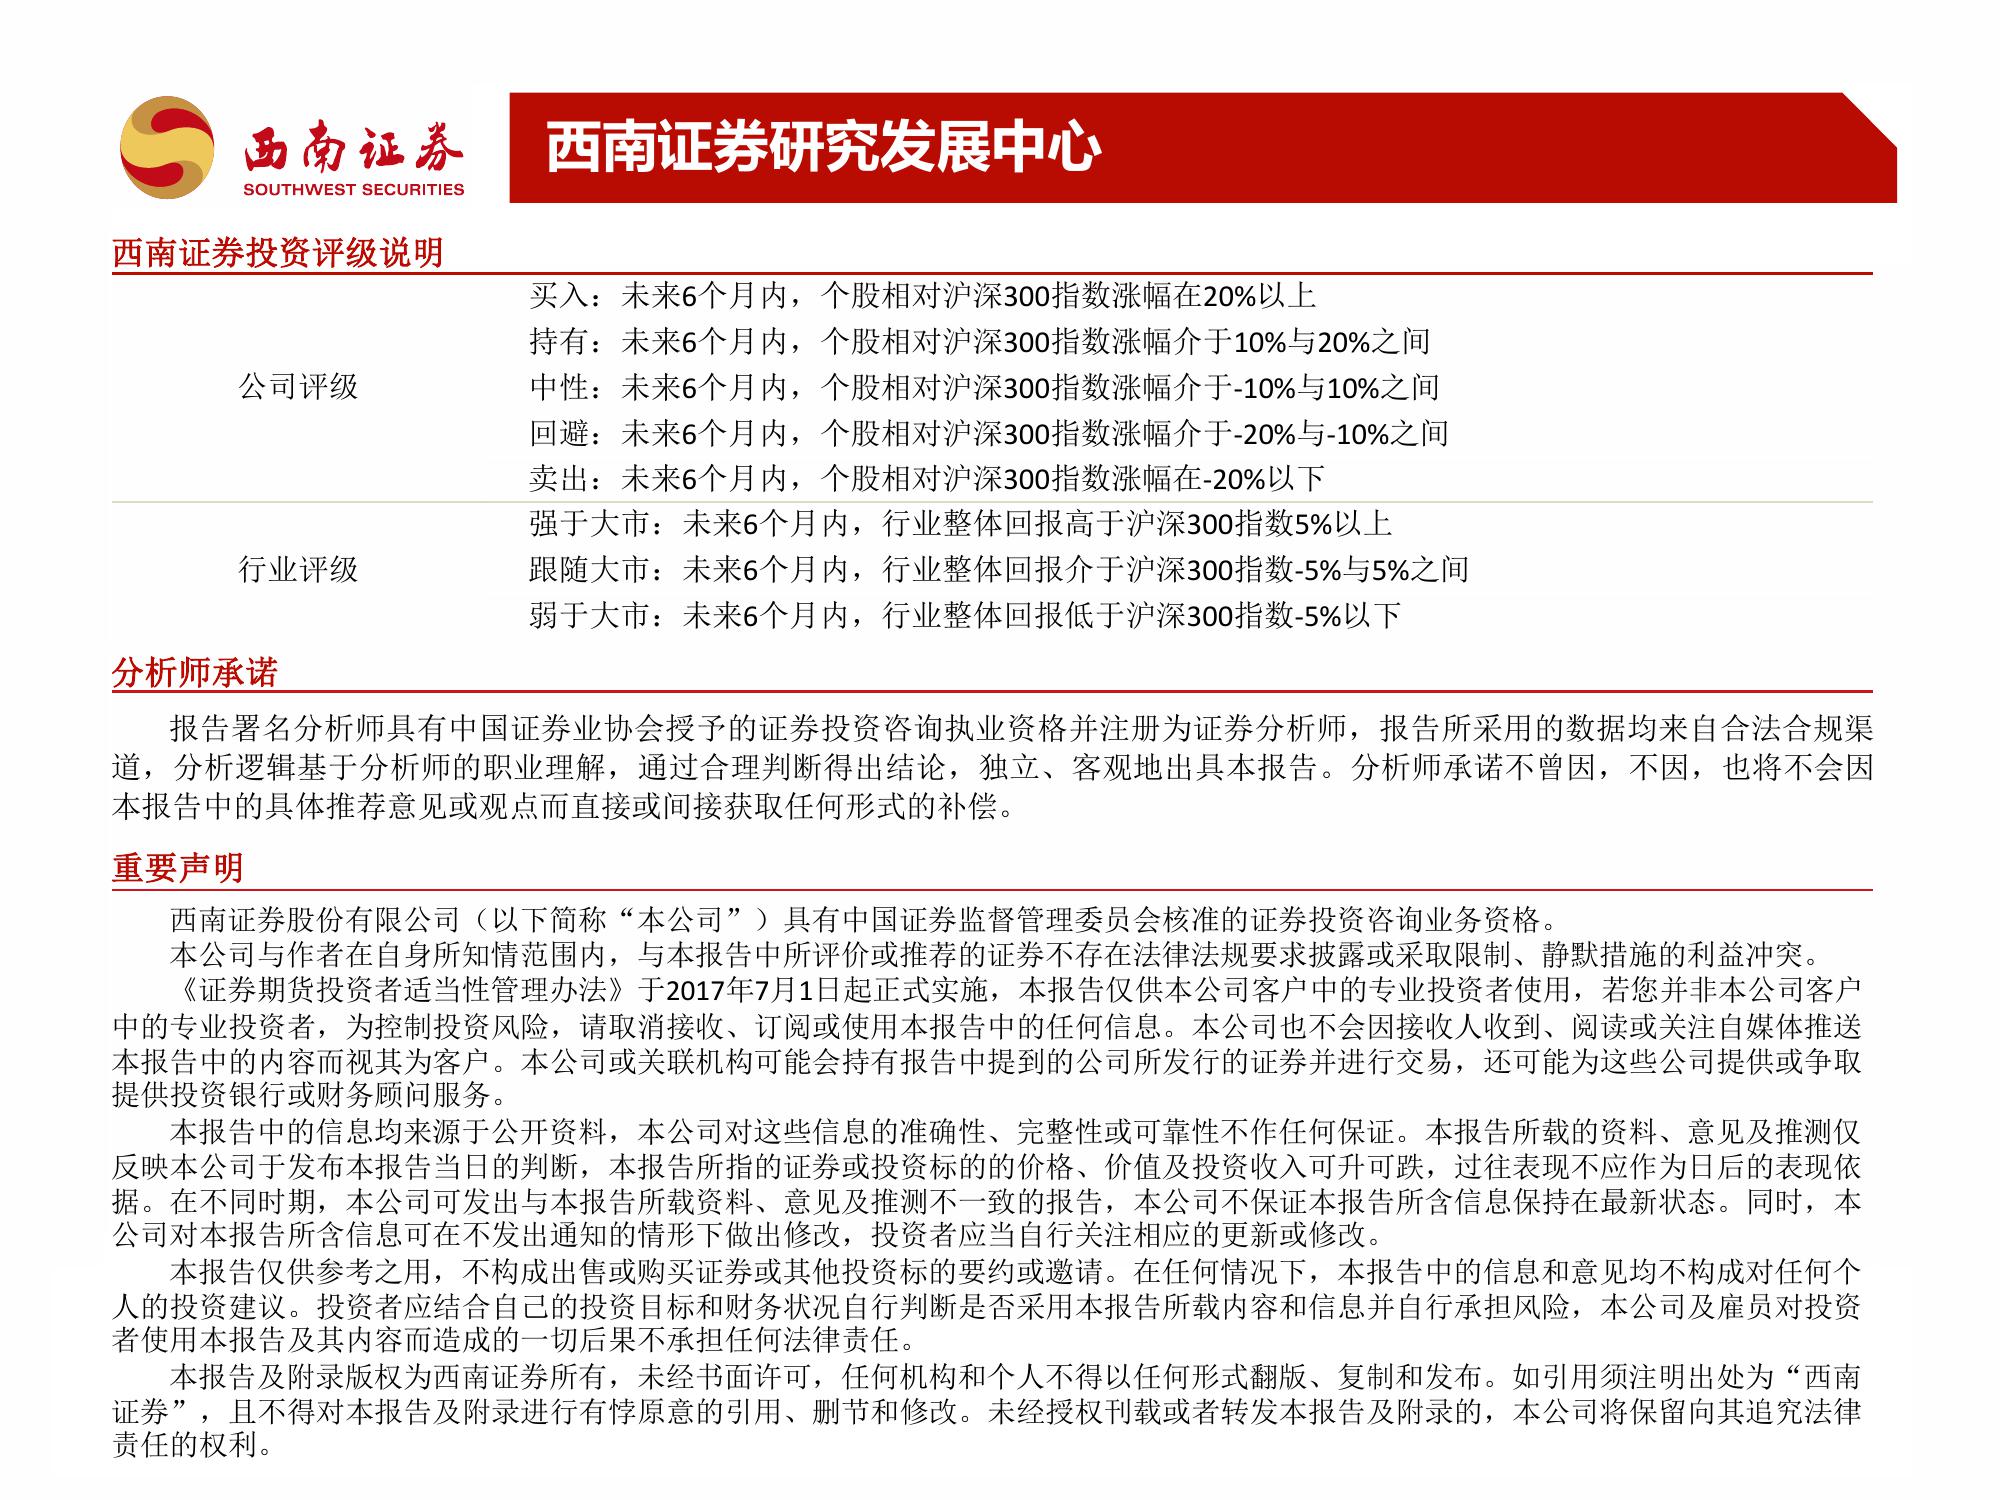 西南证券
SOUTHWEST SECURITIES
西南证券研究发展中心
西南证券投资评级说明
公司评级
买入：未来6个月内，个股相对沪深300指数涨幅在20%以上
持有：未来6个月内，个股相对沪深300指数涨幅介于10%与20%之间
中性：未来6个月内，个股相对沪深300指数涨幅介于-10%与10%之间
回避：未来6个月内，个股相对沪深300指数涨幅介于-20%与-10%之间
卖出：未来6个月内，个股相对沪深300指数涨幅在-20%以下
行业评级
强于大市：未来6个月内，行业整体回报高于沪深300指数5%以上
跟随大市：未来6个月内，行业整体回报介于沪深300指数-5%与5%之间
弱于大市：未来6个月内，行业整体回报低于沪深300指数-5%以下
分析师承诺
报告署名分析师具有中国证券业协会授予的证券投资咨询执业资格并注册为证券分析师，报告所采用的数据均来自合法合规渠
道，分析逻辑基于分析师的职业理解，通过合理判断得出结论，独立、客观地出具本报告。分析师承诺不曾因，不因，也将不会因
本报告中的具体推荐意见或观点而直接或间接获取任何形式的补偿。
重要声明
西南证券股份有限公司（以下简称“本公司”）具有中国证券监督管理委员会核准的证券投资咨询业务资格。
本公司与作者在自身所知情范围内，与本报告中所评价或推荐的证券不存在法律法规要求披露或采取限制、静默措施的利益冲突。
《证券期货投资者适当性管理办法》于2017年7月1日起正式实施，本报告仅供本公司客户中的专业投资者使用，若您并非本公司客户
中的专业投资者，为控制投资风险，请取消接收、订阅或使用本报告中的任何信息。本公司也不会因接收人收到、阅读或关注自媒体推送
本报告中的内容而视其为客户。本公司或关联机构可能会持有报告中提到的公司所发行的证券并进行交易，还可能为这些公司提供或争取
提供投资银行或财务顾问服务。
本报告中的信息均来源于公开资料，本公司对这些信息的准确性、完整性或可靠性不作任何保证。本报告所载的资料、意见及推测仅
反映本公司于发布本报告当日的判断，本报告所指的证券或投资标的的价格、价值及投资收入可升可跌，过往表现不应作为日后的表现依
据。在不同时期，本公司可发出与本报告所载资料、意见及推测不一致的报告，本公司不保证本报告所含信息保持在最新状态。同时，本
公司对本报告所含信息可在不发出通知的情形下做出修改，投资者应当自行关注相应的更新或修改。
本报告仅供参考之用，不构成出售或购买证券或其他投资标的要约或邀请。在任何情况下，本报告中的信息和意见均不构成对任何个
人的投资建议。投资者应结合自己的投资目标和财务状况自行判断是否采用本报告所载内容和信息并自行承担风险，本公司及雇员对投资
者使用本报告及其内容而造成的一切后果不承担任何法律责任。
本报告及附录版权为西南证券所有，未经书面许可，任何机构和个人不得以任何形式翻版、复制和发布。如引用须注明出处为“西南
证券”，且不得对本报告及附录进行有悖原意的引用、删节和修改。未经授权刊载或者转发本报告及附录的，本公司将保留向其追究法律
责任的权利。